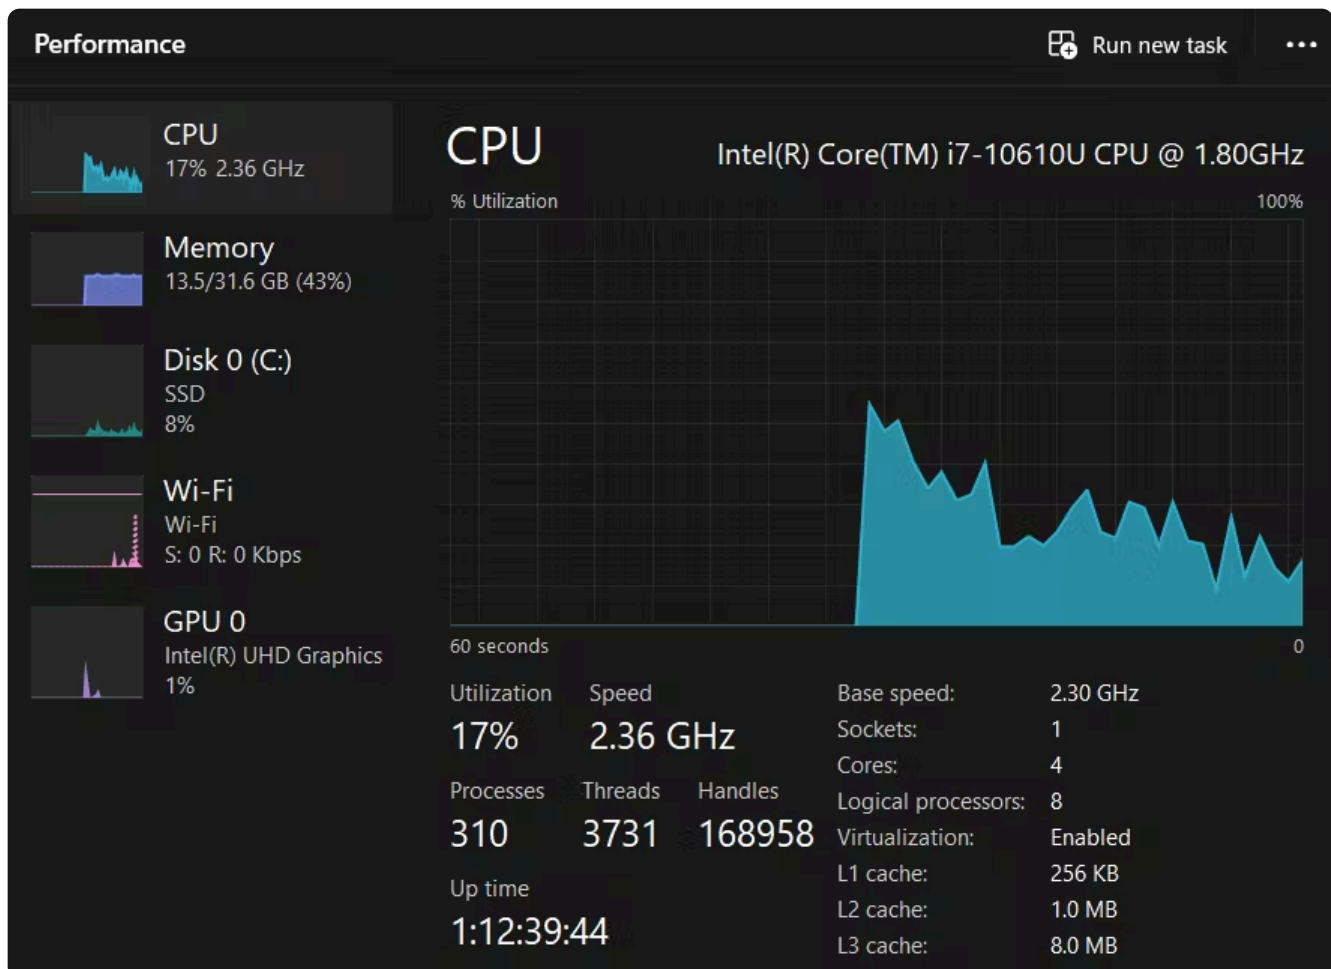 Performance
Run new task
CPU
17% 2.36 GHz
Memory
13.5/31.6 GB (43%)
Disk 0 (C:)
SSD
8%
Wi-Fi
Wi-Fi
S: 0 R: 0 Kbps
GPU 0
Intel(R) UHD Graphics
1%
CPU
Intel(R) Core(TM) i7-10610U CPU @ 1.80GHz
% Utilization
100%
60 seconds
0
Utilization
Speed
17%
2.36 GHz
Processes
Threads
Handles
310
3731
168958
Up time
1:12:39:44
Base speed: 2.30 GHz
Sockets: 1
Cores: 4
Logical processors: 8
Virtualization: Enabled
L1 cache: 256 KB
L2 cache: 1.0 MB
L3 cache: 8.0 MB